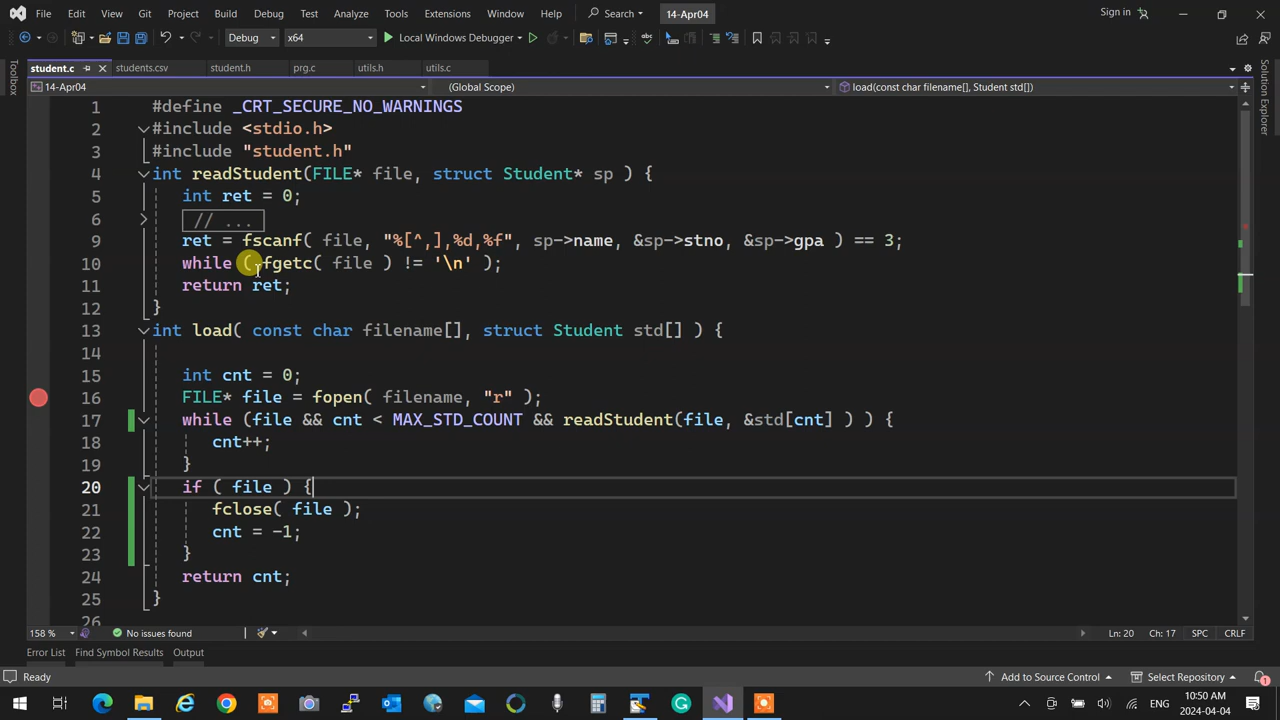 File Edit View Git Project Build Debug Test Analyze Tools Extensions Window Help Search 14-Apr04 Sign in
Debug x64 Local Windows Debugger
student.c students.csv student.h prg.c utils.h utils.c
Toolbox
Solution Explorer
14-Apr04 (Global Scope) load(const char filename[], Student std[])
1 #define _CRT_SECURE_NO_WARNINGS
2 #include <stdio.h>
3 #include "student.h"
4 int readStudent(FILE* file, struct Student* sp ) {
5 int ret = 0;
6 // ...
9 ret = fscanf( file, "%[^,],%d,%f", sp->name, &sp->stno, &sp->gpa ) == 3;
10 while ( fgetc( file ) != '\n' );
11 return ret;
12 }
13 int load( const char filename[], struct Student std[] ) {
14
15 int cnt = 0;
16 FILE* file = fopen( filename, "r" );
17 while (file && cnt < MAX_STD_COUNT && readStudent(file, &std[cnt] ) ) {
18 cnt++;
19 }
20 if ( file ) {
21 fclose( file );
22 cnt = -1;
23 }
24 return cnt;
25 }
26
158 % No issues found Ln: 20 Ch: 17 SPC CRLF
Error List Find Symbol Results Output
Ready Add to Source Control Select Repository 1
ENG 10:50 AM
2024-04-04